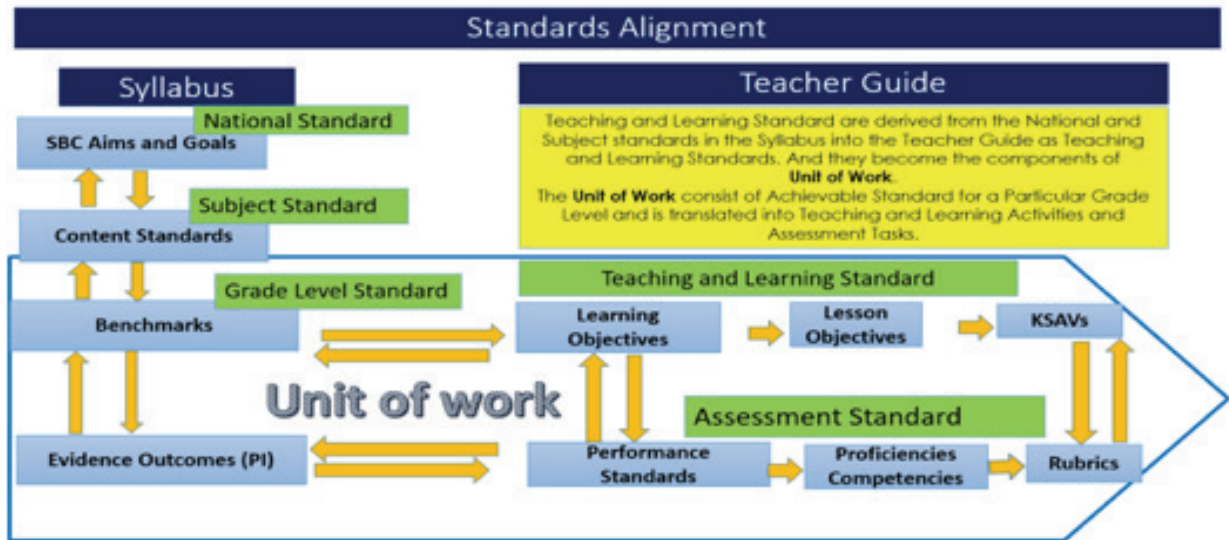 Standards Alignment
Syllabus
National Standard
SBC Aims and Goals
Subject Standard
Content Standards
Grade Level Standard
Benchmarks
Evidence Outcomes (PI)
Unit of work
Teacher Guide
Teaching and Learning Standard are derived from the National and
Subject standards in the Syllabus into the Teacher Guide as Teaching
and Learning Standards. And they become the components of
Unit of Work.
The Unit of Work consist of Achievable Standard for a Particular Grade
Level and is translated into Teaching and Learning Activities and
Assessment Tasks.
Teaching and Learning Standard
Learning
Objectives
Lesson
Objectives
KSAVs
Assessment Standard
Performance
Standards
Proficiencies
Competencies
Rubrics